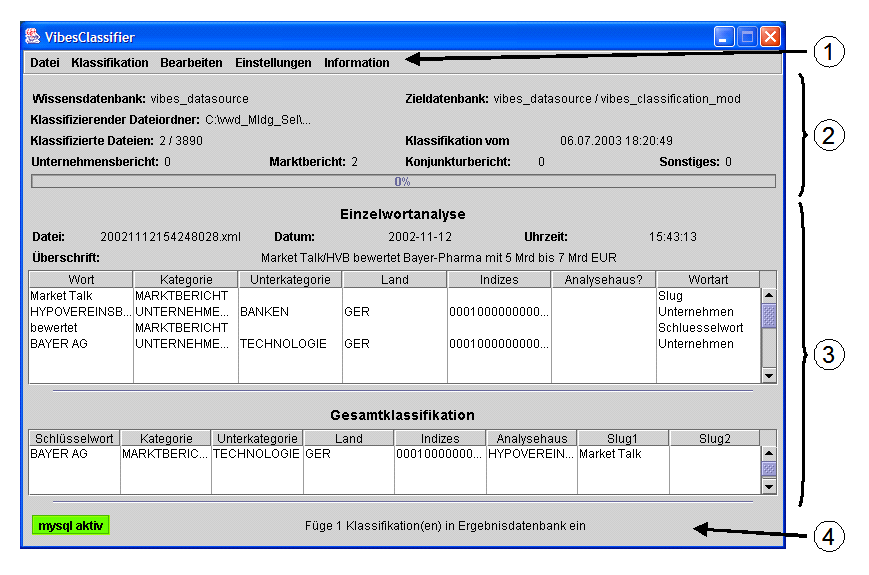 VibesClassifier
Datei Klassifikation Bearbeiten Einstellungen Information
1
Wissensdatenbank: vibes_datasource Zieldatenbank: vibes_datasource / vibes_classification_mod
Klassifizierender Dateiordner: C:\vwd_Mldg_Sel\...
Klassifizierte Dateien: 2 / 3890 Klassifikation vom 06.07.2003 18:20:49
2
Unternehmensbericht: 0 Marktbericht: 2 Konjunkturbericht: 0 Sonstiges: 0
0%
Einzelwortanalyse
Datei: 20021112154248028.xml Datum: 2002-11-12 Uhrzeit: 15:43:13
Überschrift: Market Talk/HVB bewertet Bayer-Pharma mit 5 Mrd bis 7 Mrd EUR
Wort Kategorie Unterkategorie Land Indizes Analysehaus? Wortart
Market Talk MARKTBERICHT Slug
HYPOVEREINSB... UNTERNEHME... BANKEN GER 0001000000000... Unternehmen
bewertet MARKTBERICHT Schluesselwort
BAYER AG UNTERNEHME... TECHNOLOGIE GER 0001000000000... Unternehmen
3
Gesamtklassifikation
Schlüsselwort Kategorie Unterkategorie Land Indizes Analysehaus Slug1 Slug2
BAYER AG MARKTBERIC... TECHNOLOGIE GER 00010000000... HYPOVEREIN... Market Talk
mysql aktiv Füge 1 Klassifikation(en) in Ergebnisdatenbank ein
4